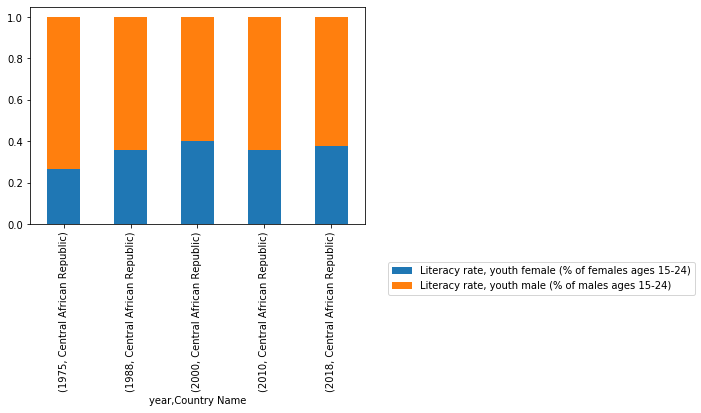 1.0
0.8
0.6
0.4
0.2
0.0
(1975, Central African Republic)
(1988, Central African Republic)
(2000, Central African Republic)
(2010, Central African Republic)
(2018, Central African Republic)
year,Country Name
Literacy rate, youth female (% of females ages 15-24)
Literacy rate, youth male (% of males ages 15-24)